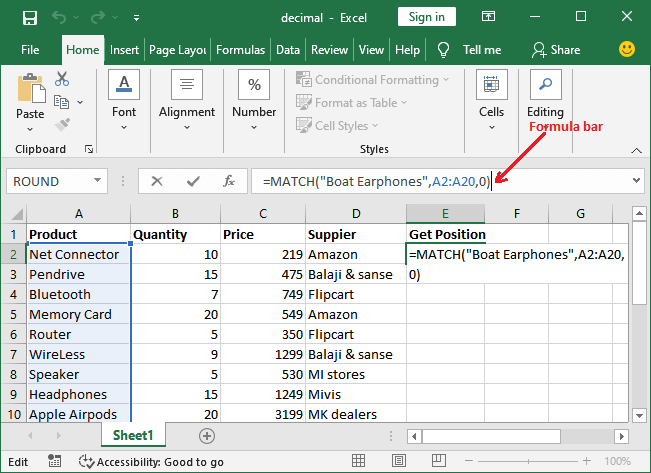 decimal - Excel Sign in
File Home Insert Page Layou Formulas Data Review View Help Tell me Share
Paste Font Alignment Number Conditional Formatting Cells Editing
Format as Table
Cell Styles
Clipboard Styles
Formula bar
ROUND fx =MATCH("Boat Earphones",A2:A20,0)
A B C D E F G
1 Product Quantity Price Suppier Get Position
2 Net Connector 10 219 Amazon =MATCH("Boat Earphones",A2:A20,
3 Pendrive 15 475 Balaji & sanse 0)
4 Bluetooth 7 749 Flipcart
5 Memory Card 20 549 Amazon
6 Router 5 350 Flipcart
7 WireLess 9 1299 Balaji & sanse
8 Speaker 5 530 MI stores
9 Headphones 15 1249 Mivis
10 Apple Airpods 20 3199 MK dealers
Sheet1
Edit Accessibility: Good to go 100%